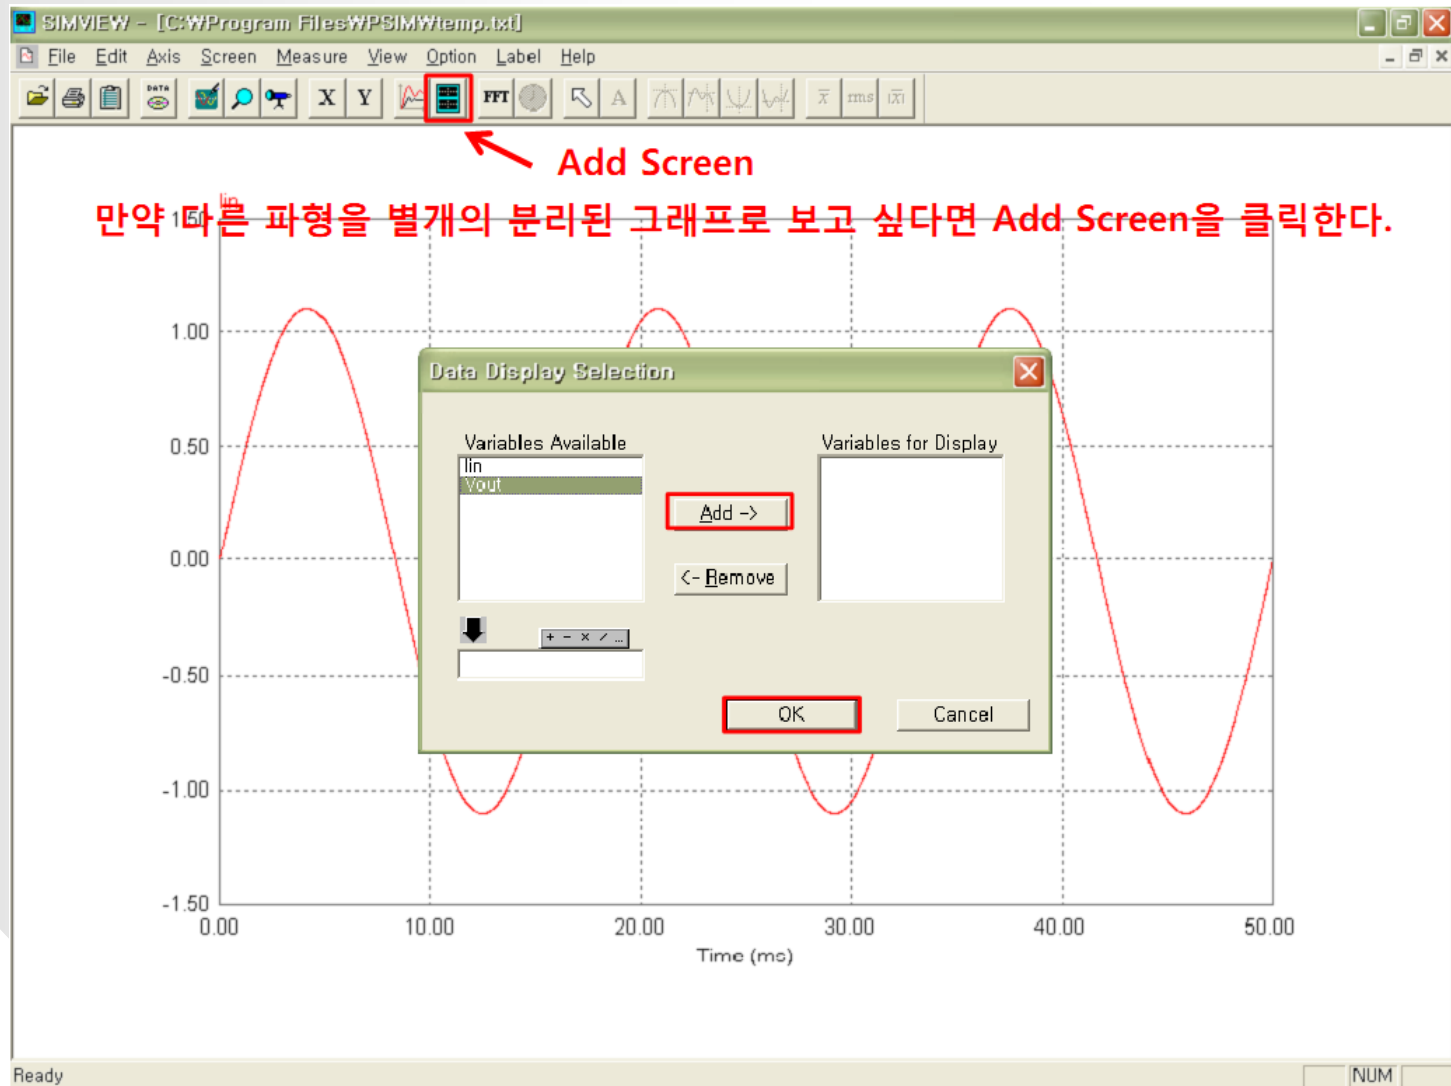 SIMVIEW - [C:₩Program Files₩PSIM₩temp.txt]
File Edit Axis Screen Measure View Option Label Help
DATA X Y FFT A x rms |x|
Add Screen
만약 다른 파형을 별개의 분리된 그래프로 보고 싶다면 Add Screen을 클릭한다.
Iin
1.50
1.00
0.50
0.00
-0.50
-1.00
-1.50
Data Display Selection
Variables Available Variables for Display
Iin
Vout
Add ->
<- Remove
+ - × / ...
OK Cancel
0.00 10.00 20.00 30.00 40.00 50.00
Time (ms)
Ready NUM